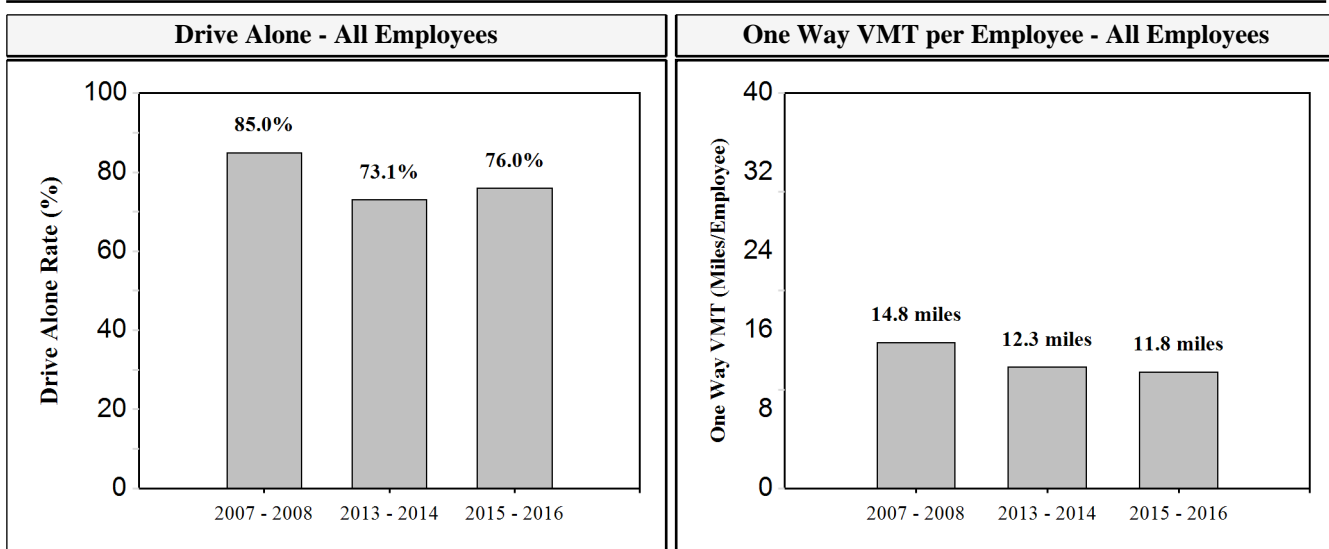 Drive Alone - All Employees
One Way VMT per Employee - All Employees
Drive Alone Rate (%)
100
80
60
40
20
0
85.0%
73.1%
76.0%
2007 - 2008
2013 - 2014
2015 - 2016
One Way VMT (Miles/Employee)
40
32
24
16
8
0
14.8 miles
12.3 miles
11.8 miles
2007 - 2008
2013 - 2014
2015 - 2016